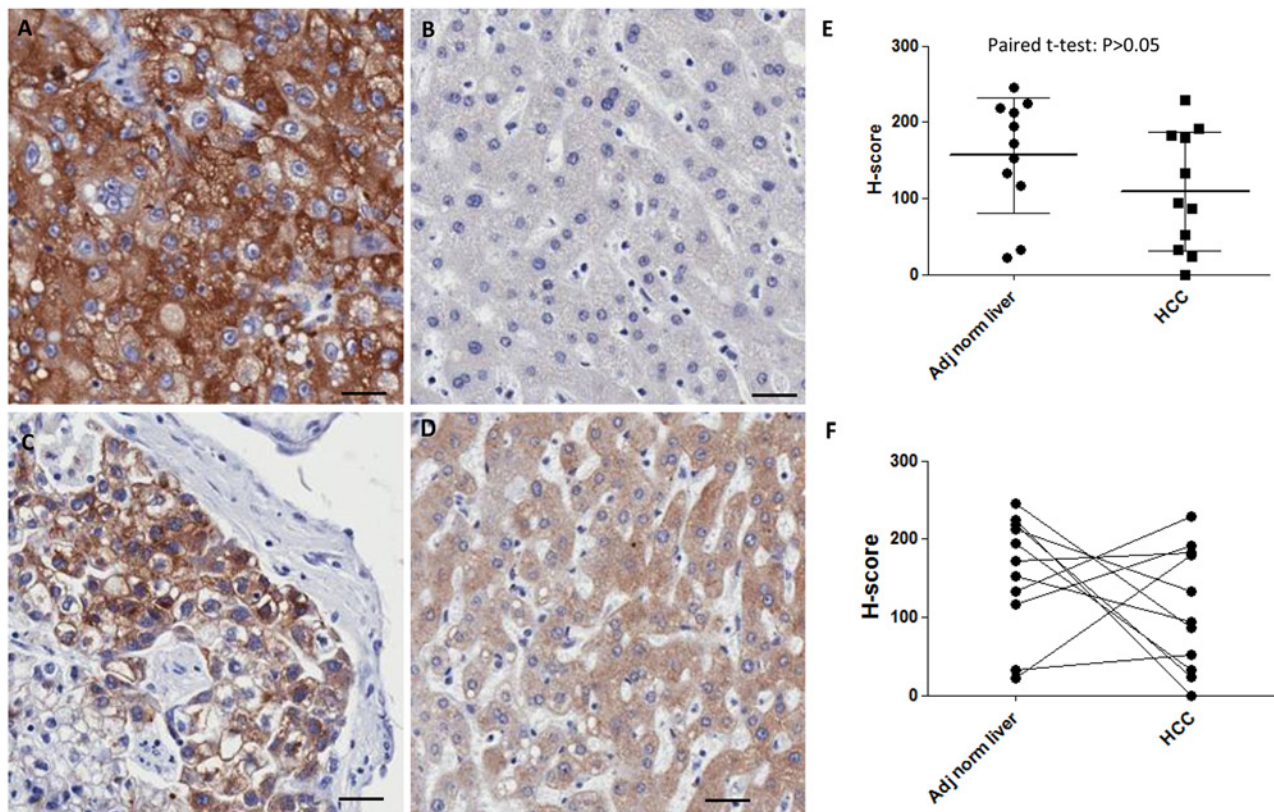 A
B
C
D
E
Paired t-test: P>0.05
H-score
300
200
100
0
Adj norm liver
HCC
F
H-score
300
200
100
0
Adj norm liver
HCC